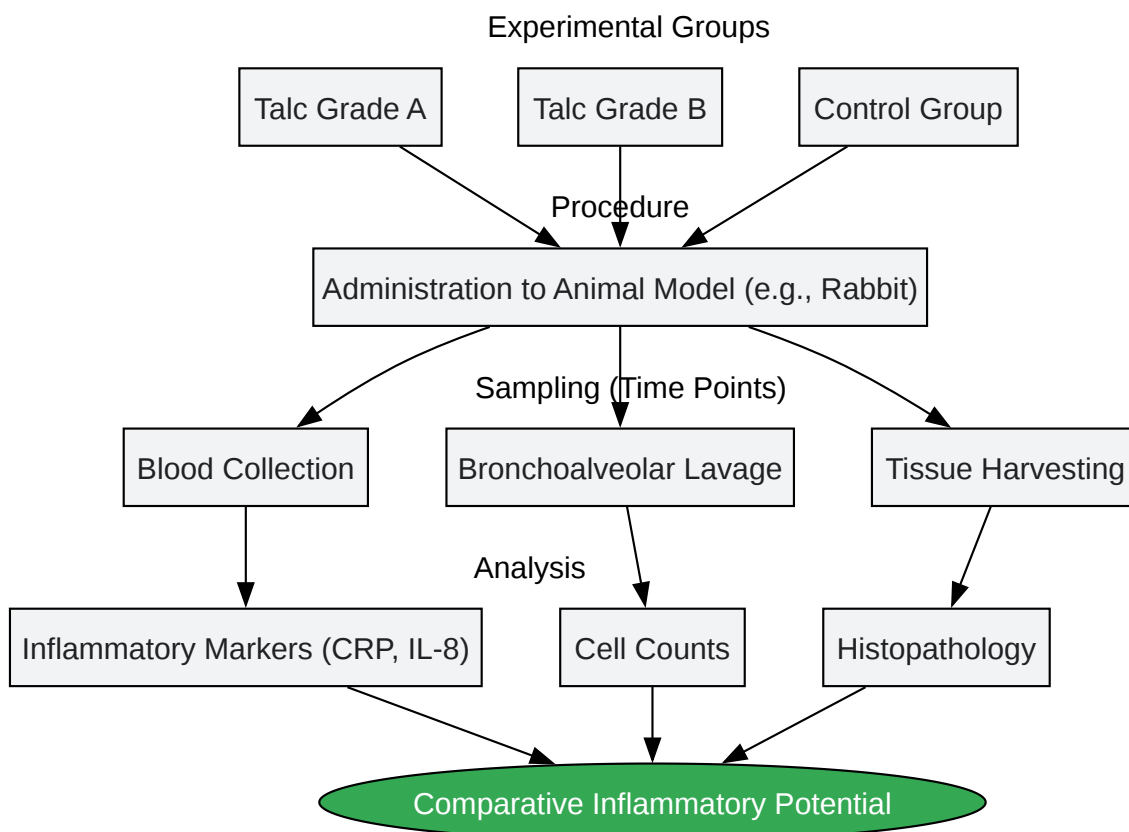 Experimental Groups
Talc Grade A
Talc Grade B
Control Group
Procedure
Administration to Animal Model (e.g., Rabbit)
Sampling (Time Points)
Blood Collection
Bronchoalveolar Lavage
Tissue Harvesting
Analysis
Inflammatory Markers (CRP, IL-8)
Cell Counts
Histopathology
Comparative Inflammatory Potential